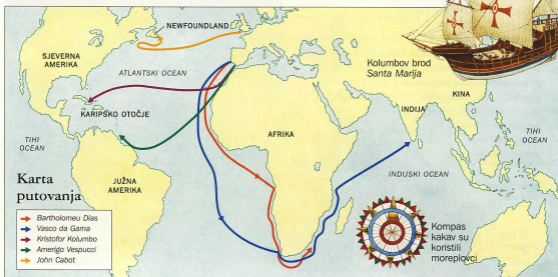 NEWFOUNDLAND
SJEVERNA
AMERIKA
ATLANTSKI OCEAN
Kolumbov brod
Santa Marija
KINA
INDIJA
KARIPSKO OTOČJE
TIHI
OCEAN
AFRIKA
TIHI
OCEAN
JUŽNA
AMERIKA
INDUSKI OCEAN
Karta
putovanja
Bartholomeu Dias
Vasco da Gama
Kristofor Kolumbo
Amerigo Vespucci
John Cabot
Kompas
kakav su
koristili
moreplovci